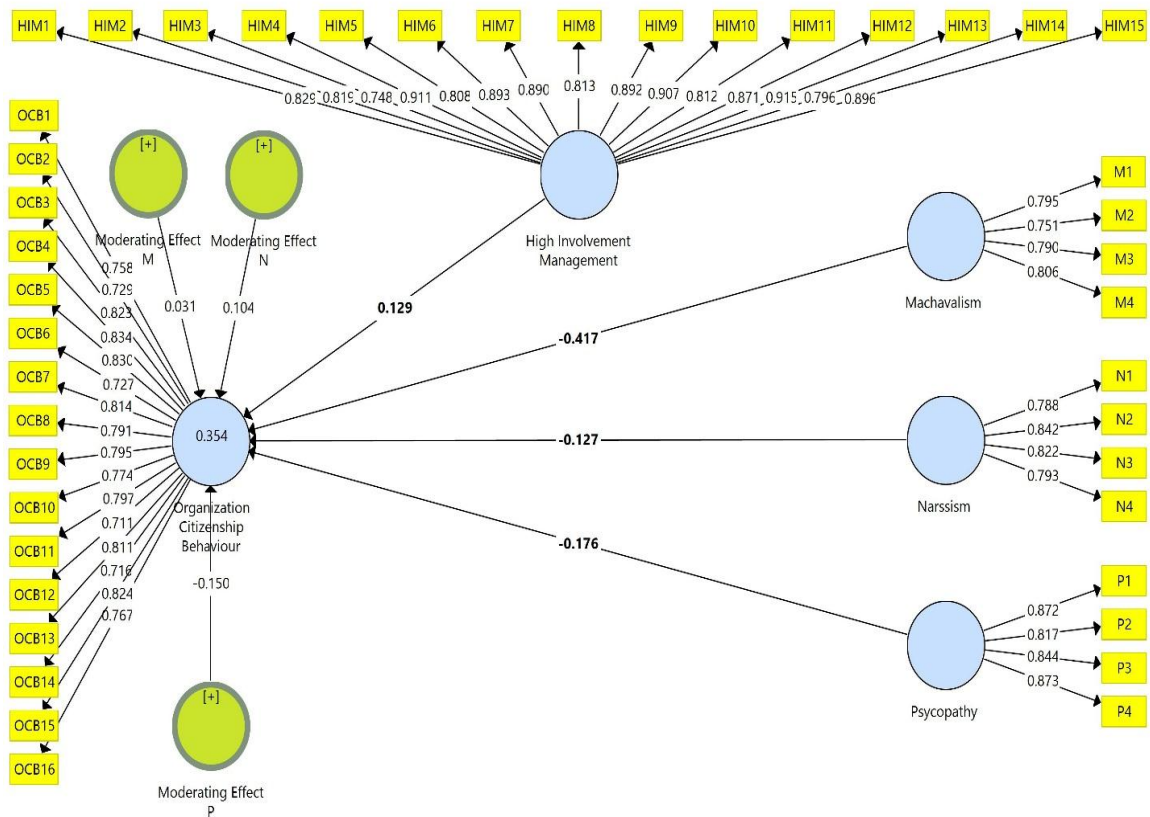 HIM1 HIM2 HIM3 HIM4 HIM5 HIM6 HIM7 HIM8 HIM9 HIM10 HIM11 HIM12 HIM13 HIM14 HIM15
0.829 0.819 0.748 0.911 0.808 0.893 0.890 0.813 0.892 0.907 0.812 0.871 0.915 0.796 0.896
High Involvement
Management
OCB1
OCB2
OCB3
OCB4
OCB5
OCB6
OCB7
OCB8
OCB9
OCB10
OCB11
OCB12
OCB13
OCB14
OCB15
OCB16
0.758
0.729
0.823
0.834
0.830
0.727
0.814
0.791
0.795
0.774
0.797
0.711
0.811
0.716
0.824
0.767
[+]
Moderating Effect
M
0.031
[+]
Moderating Effect
N
0.104
0.129
-0.417
-0.127
-0.176
0.354
Organization
Citizenship
Behaviour
-0.150
[+]
Moderating Effect
P
Machavalism
0.795
0.751
0.790
0.806
M1
M2
M3
M4
Narssism
0.788
0.842
0.822
0.793
N1
N2
N3
N4
Psycopathy
0.872
0.817
0.844
0.873
P1
P2
P3
P4